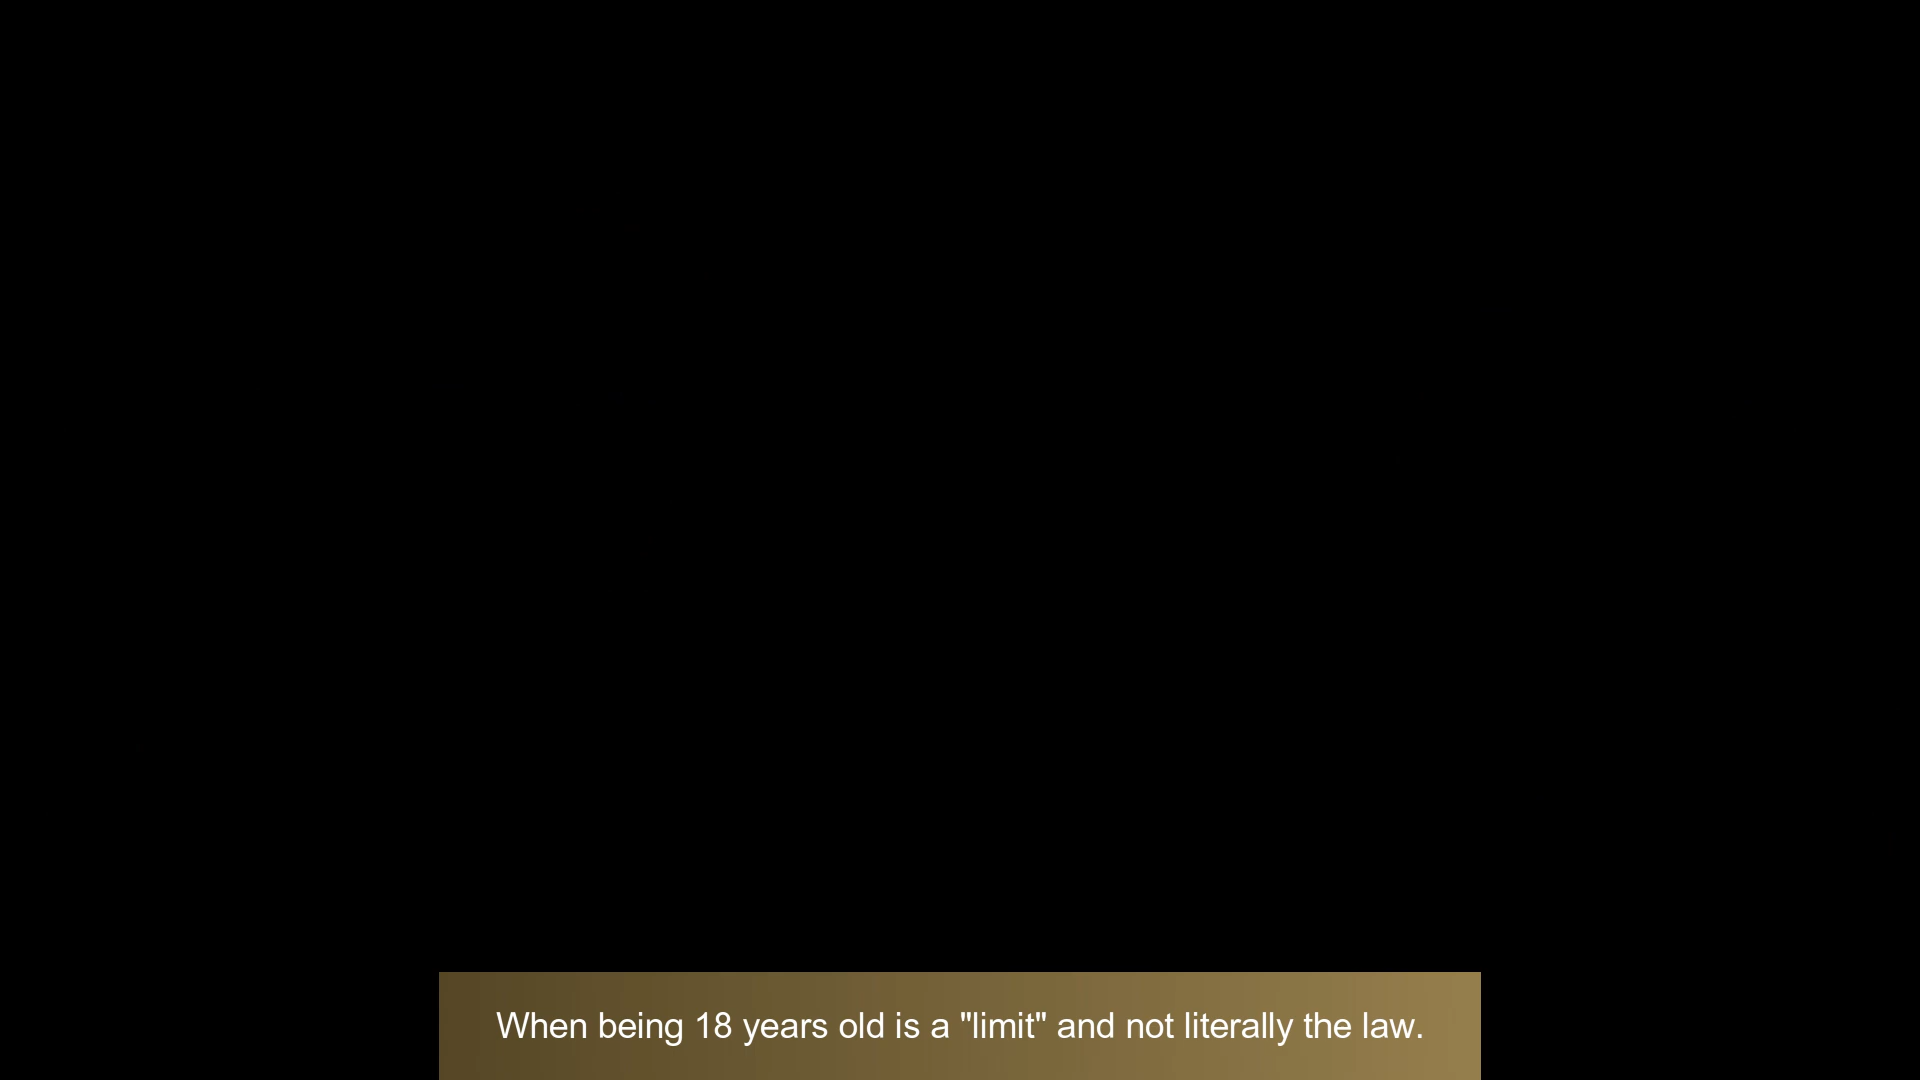 When being 18 years old is a "limit" and not literally the law.